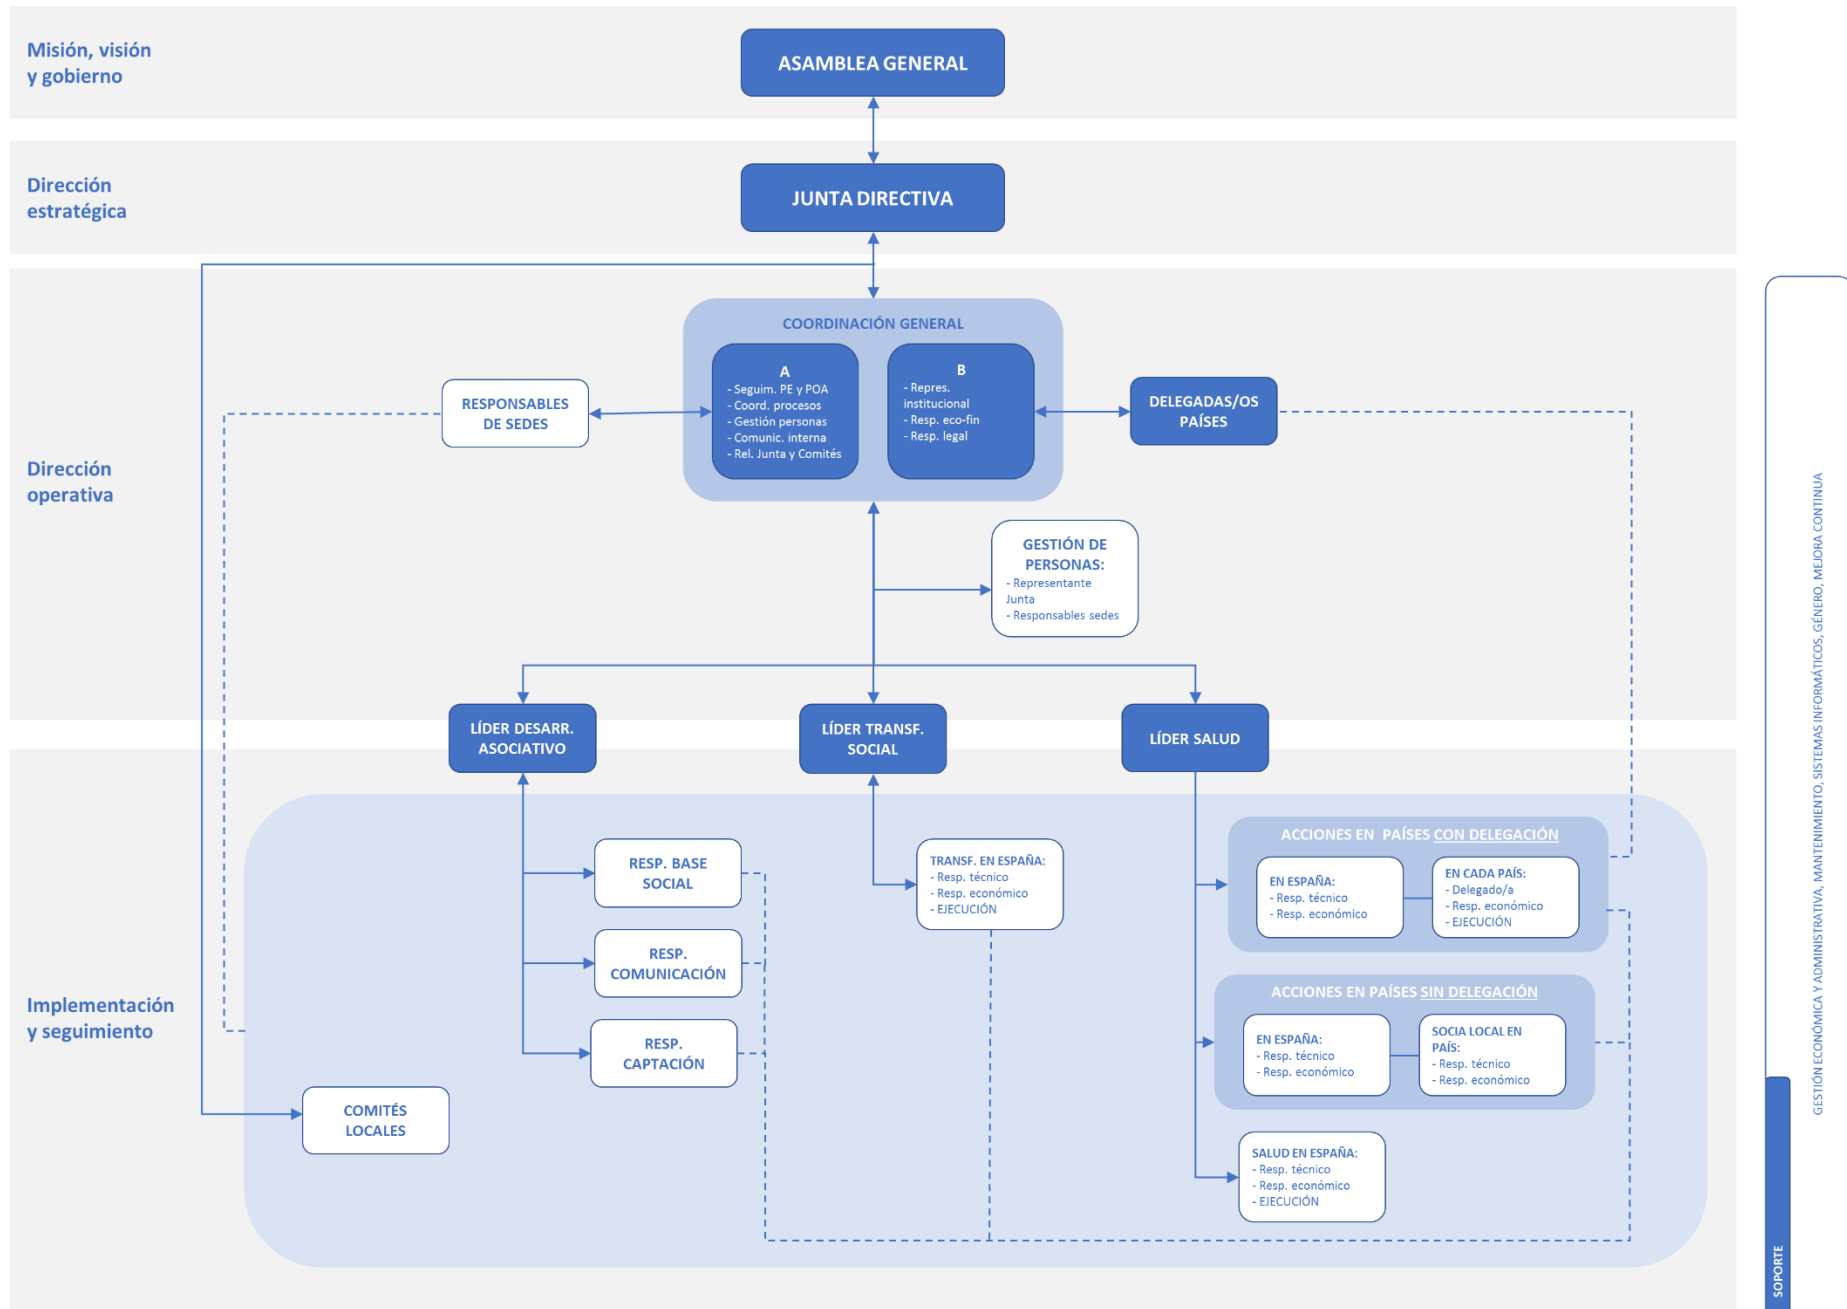 Misión, visión
y gobierno
ASAMBLEA GENERAL
Dirección
estratégica
JUNTA DIRECTIVA
Dirección
operativa
COORDINACIÓN GENERAL
A
- Seguim. PE y POA
- Coord. procesos
- Gestión personas
- Comunic. interna
- Rel. Junta y Comités
B
- Repres.
institucional
- Resp. eco-fin
- Resp. legal
RESPONSABLES
DE SEDES
DELEGADAS/OS
PAÍSES
GESTIÓN DE
PERSONAS:
- Representante
Junta
- Responsables sedes
LÍDER DESARR.
ASOCIATIVO
LÍDER TRANSF.
SOCIAL
LÍDER SALUD
Implementación
y seguimiento
RESP. BASE
SOCIAL
RESP.
COMUNICACIÓN
RESP.
CAPTACIÓN
COMITÉS
LOCALES
TRANSF. EN ESPAÑA:
- Resp. técnico
- Resp. económico
- EJECUCIÓN
ACCIONES EN PAÍSES CON DELEGACIÓN
EN ESPAÑA:
- Resp. técnico
- Resp. económico
EN CADA PAÍS:
- Delegado/a
- Resp. económico
- EJECUCIÓN
ACCIONES EN PAÍSES SIN DELEGACIÓN
EN ESPAÑA:
- Resp. técnico
- Resp. económico
SOCIA LOCAL EN
PAÍS:
- Resp. técnico
- Resp. económico
SALUD EN ESPAÑA:
- Resp. técnico
- Resp. económico
- EJECUCIÓN
SOPORTE
GESTIÓN ECONÓMICA Y ADMINISTRATIVA, MANTENIMIENTO, SISTEMAS INFORMÁTICOS, GÉNERO, MEJORA CONTINUA